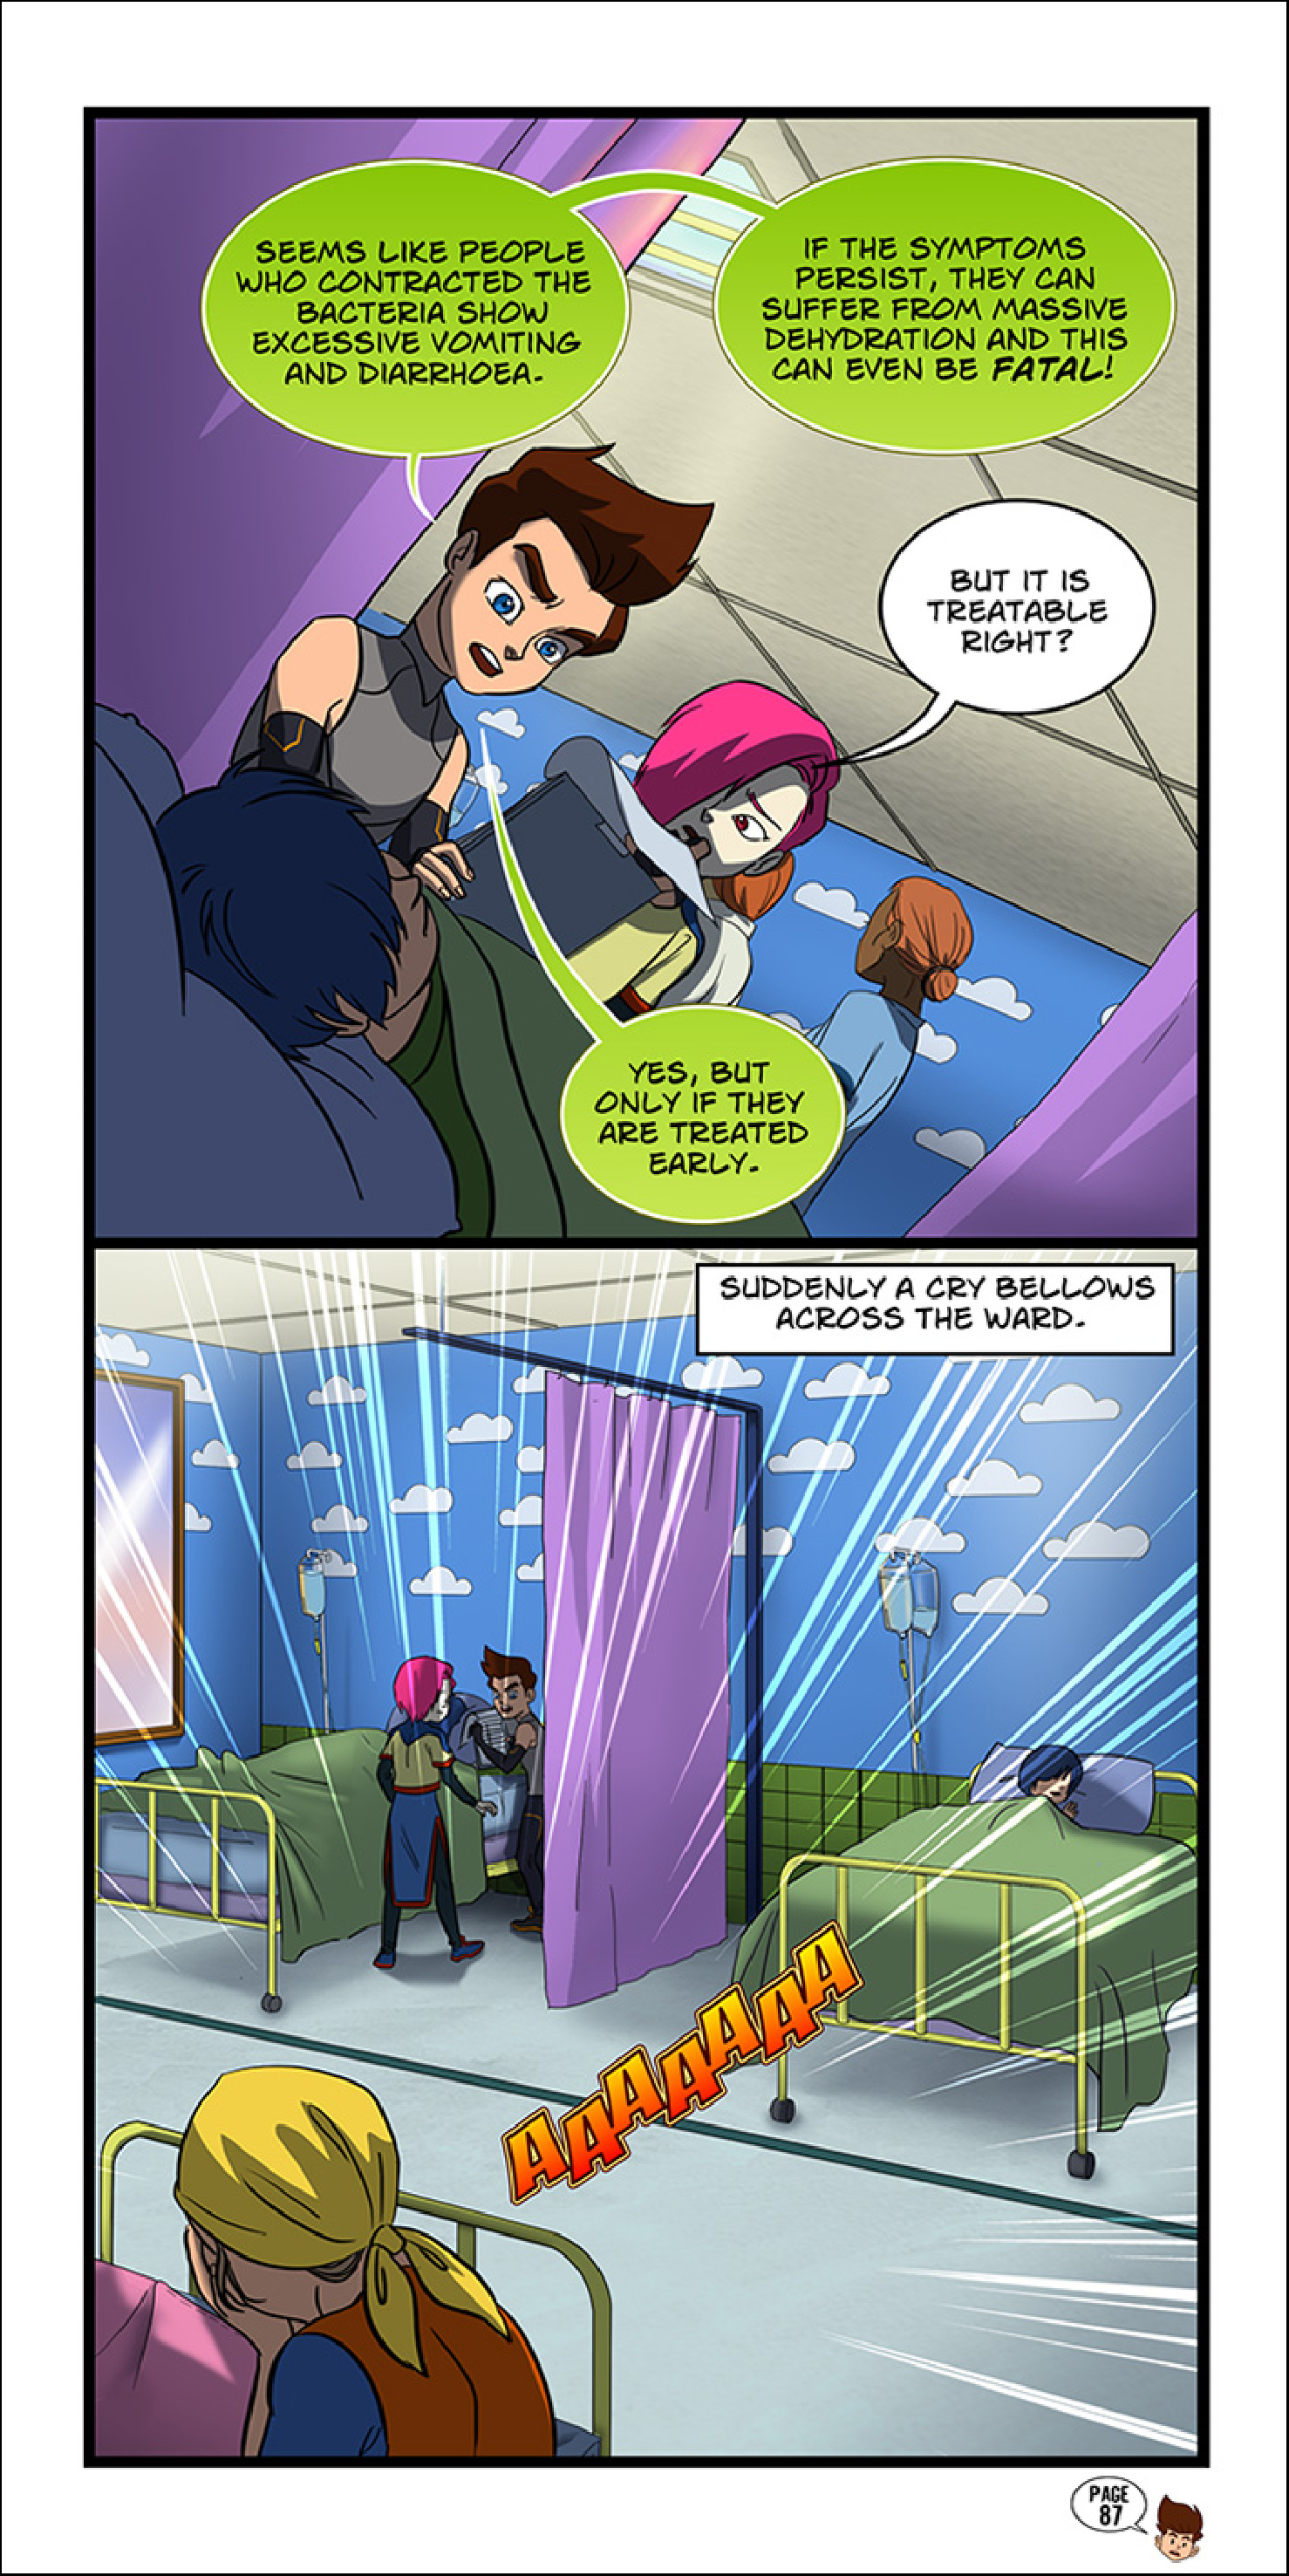 SEEMS LIKE PEOPLE
WHO CONTRACTED THE
BACTERIA SHOW
EXCESSIVE VOMITING
AND DIARRHOEA.
IF THE SYMPTOMS
PERSIST, THEY CAN
SUFFER FROM MASSIVE
DEHYDRATION AND THIS
CAN EVEN BE FATAL!
BUT IT IS
TREATABLE
RIGHT?
YES, BUT
ONLY IF THEY
ARE TREATED
EARLY.
SUDDENLY A CRY BELLOWS
ACROSS THE WARD.
AAAAAAA
PAGE
87